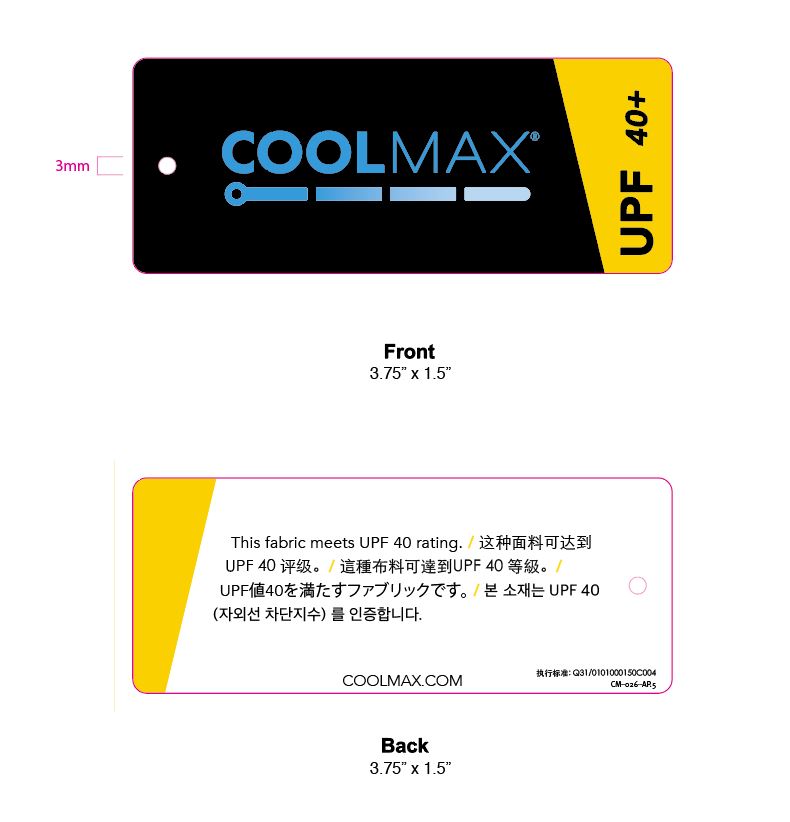 COOLMAX®
UPF 40+
3mm
Front
3.75” x 1.5”
This fabric meets UPF 40 rating. / 这种面料可达到
UPF 40 评级。 / 這種布料可達到UPF 40 等級。 /
UPF値40を満たすファブリックです。 / 본 소재는 UPF 40
(자외선 차단지수) 를 인증합니다.
执行标准: Q31/0101000150C004
CM-026-AP.5
COOLMAX.COM
Back
3.75” x 1.5”